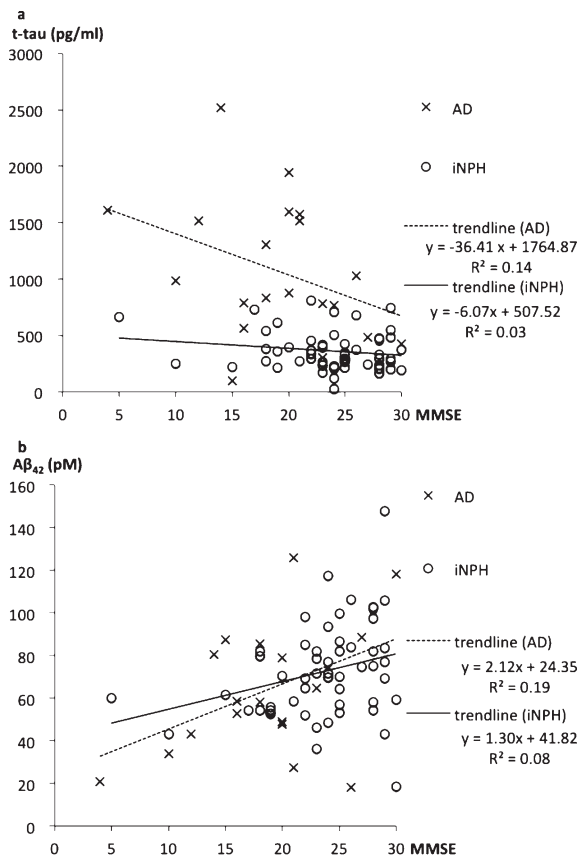 a
t-tau (pg/ml)
3000
2500
2000
1500
1000
500
0
0 5 10 15 20 25 30 MMSE
AD
iNPH
trendline (AD)
y = -36.41 x + 1764.87
R² = 0.14
trendline (iNPH)
y = -6.07x + 507.52
R² = 0.03
b
Aβ₄₂ (pM)
160
140
120
100
80
60
40
20
0
0 5 10 15 20 25 30 MMSE
AD
iNPH
trendline (AD)
y = 2.12x + 24.35
R² = 0.19
trendline (iNPH)
y = 1.30x + 41.82
R² = 0.08